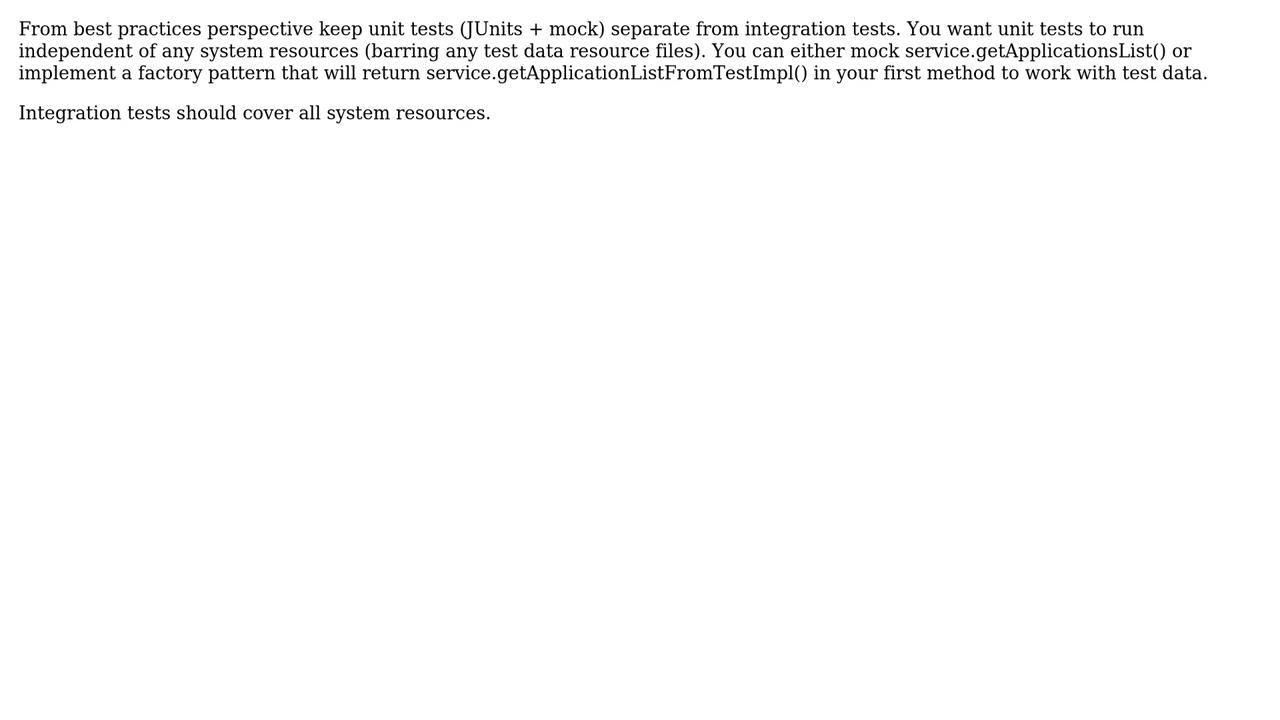 From best practices perspective keep unit tests (JUnits + mock) separate from integration tests. You want unit tests to run
independent of any system resources (barring any test data resource files). You can either mock service.getApplicationsList() or
implement a factory pattern that will return service.getApplicationListFromTestImpl() in your first method to work with test data.
Integration tests should cover all system resources.